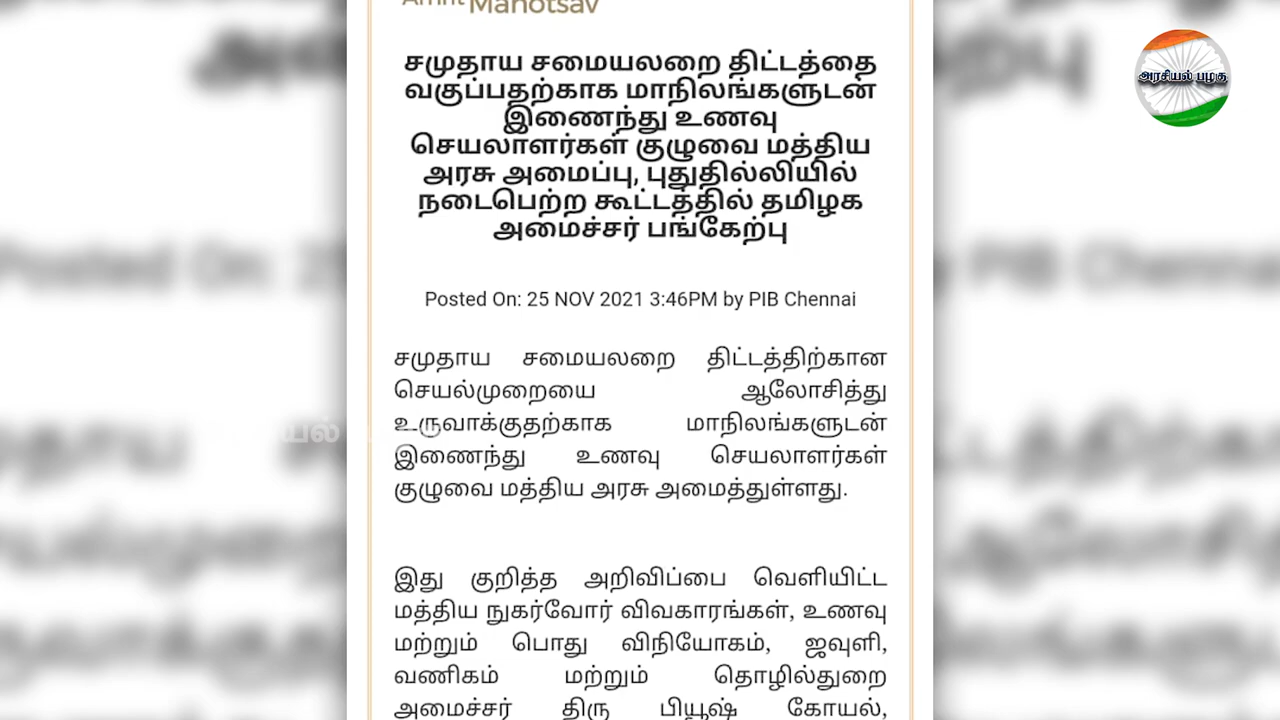 Mahotsav
அரசியல் பழகு
சமுதாய சமையலறை திட்டத்தை
வகுப்பதற்காக மாநிலங்களுடன்
இணைந்து உணவு
செயலாளர்கள் குழுவை மத்திய
அரசு அமைப்பு, புதுதில்லியில்
நடைபெற்ற கூட்டத்தில் தமிழக
அமைச்சர் பங்கேற்பு
Posted On: 25 NOV 2021 3:46PM by PIB Chennai
சமுதாய சமையலறை திட்டத்திற்கான
செயல்முறையை ஆலோசித்து
உருவாக்குதற்காக மாநிலங்களுடன்
இணைந்து உணவு செயலாளர்கள்
குழுவை மத்திய அரசு அமைத்துள்ளது.
இது குறித்த அறிவிப்பை வெளியிட்ட
மத்திய நுகர்வோர் விவகாரங்கள், உணவு
மற்றும் பொது விநியோகம், ஜவுளி,
வணிகம் மற்றும் தொழில்துறை
அமைச்சர் திரு பியூஷ் கோயல்,